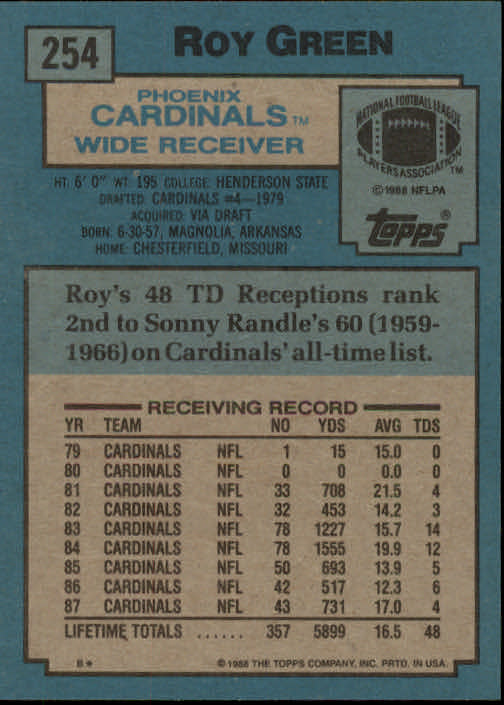 254 ROY GREEN
PHOENIX
CARDINALS™
WIDE RECEIVER
NATIONAL FOOTBALL LEAGUE
PLAYERS ASSOCIATION™
©1988 NFLPA
Topps®
HT: 6' 0" WT: 195 COLLEGE: HENDERSON STATE
DRAFTED: CARDINALS #4—1979
ACQUIRED: VIA DRAFT
BORN: 6-30-57, MAGNOLIA, ARKANSAS
HOME: CHESTERFIELD, MISSOURI
Roy's 48 TD Receptions rank
2nd to Sonny Randle's 60 (1959-
1966) on Cardinals' all-time list.
RECEIVING RECORD
YR TEAM NO YDS AVG TDS
79 CARDINALS NFL 1 15 15.0 0
80 CARDINALS NFL 0 0 0.0 0
81 CARDINALS NFL 33 708 21.5 4
82 CARDINALS NFL 32 453 14.2 3
83 CARDINALS NFL 78 1227 15.7 14
84 CARDINALS NFL 78 1555 19.9 12
85 CARDINALS NFL 50 693 13.9 5
86 CARDINALS NFL 42 517 12.3 6
87 CARDINALS NFL 43 731 17.0 4
LIFETIME TOTALS ...... 357 5899 16.5 48
B* ©1988 THE TOPPS COMPANY, INC. PRTD. IN USA.